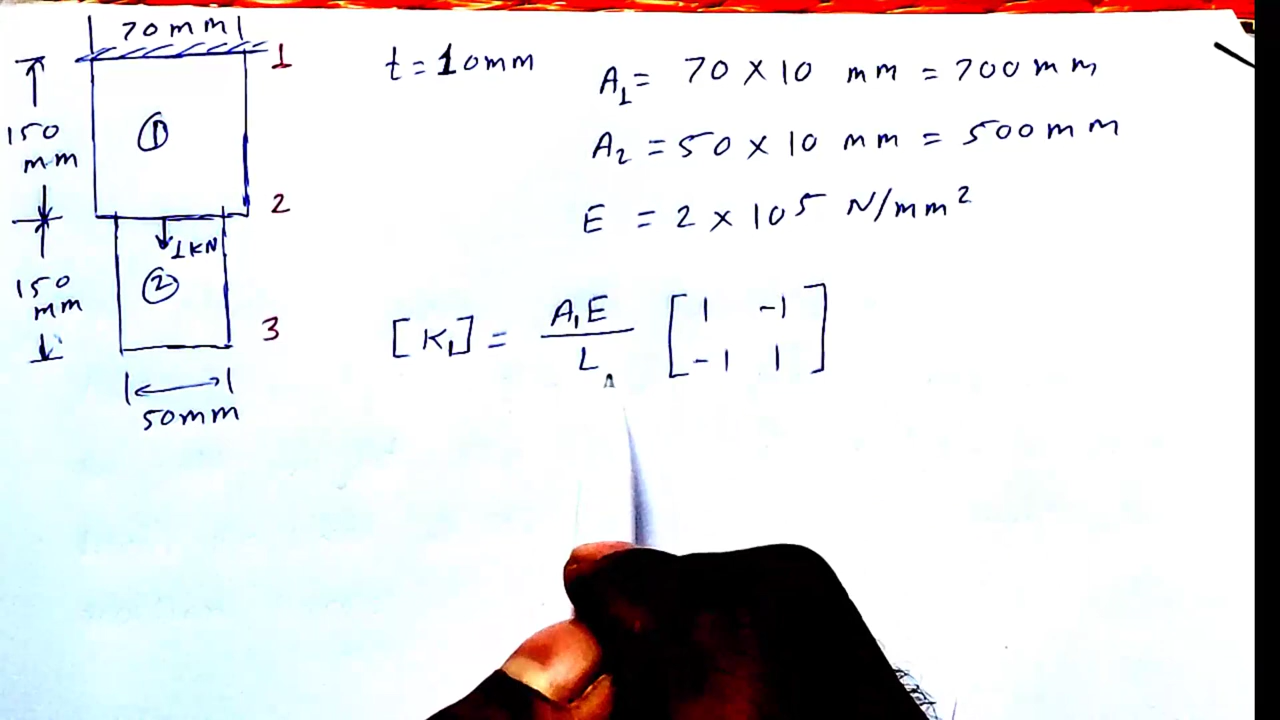 70mm
1
150
mm
①
2
1KN
150
mm
②
3
50mm
t = 10mm
A₁ = 70 × 10 mm = 700 mm
A₂ = 50 × 10 mm = 500 mm
E = 2 × 10⁵ N/mm²
[K₁] = A₁E / L [ 1 -1
-1 1 ]